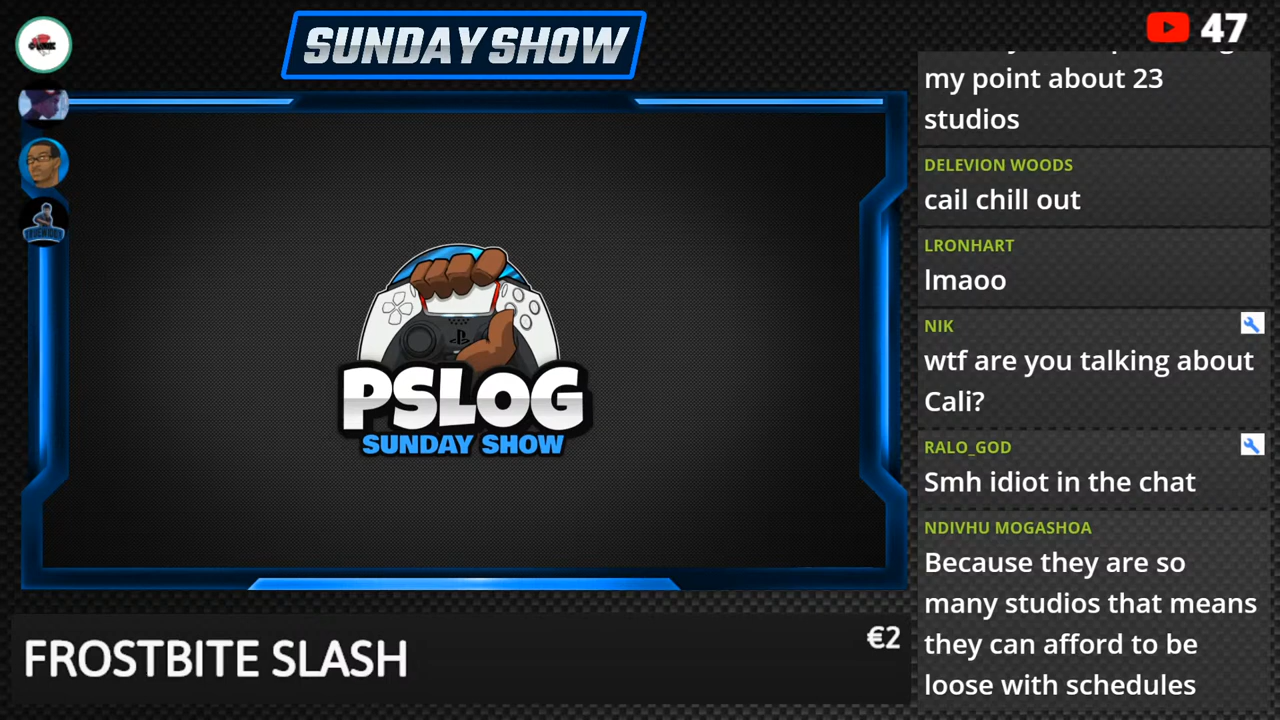 SUNDAY SHOW
47
my point about 23
studios
DELEVION WOODS
cail chill out
LRONHART
lmaoo
NIK
wtf are you talking about
Cali?
RALO_GOD
Smh idiot in the chat
NDIVHU MOGASHOA
Because they are so
many studios that means
they can afford to be
loose with schedules
PSLOG
SUNDAY SHOW
FROSTBITE SLASH
€2